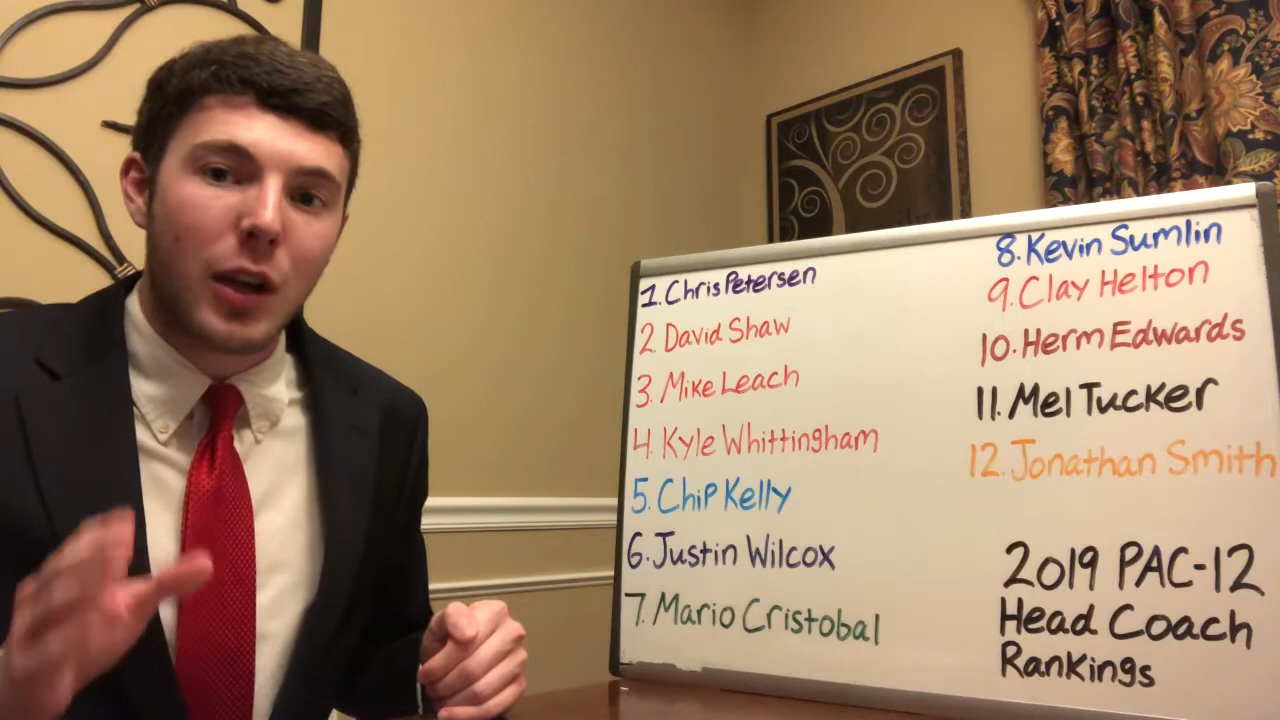 1. Chris Petersen
2. David Shaw
3. Mike Leach
4. Kyle Whittingham
5. Chip Kelly
6. Justin Wilcox
7. Mario Cristobal
8. Kevin Sumlin
9. Clay Helton
10. Herm Edwards
11. Mel Tucker
12. Jonathan Smith
2019 PAC-12
Head Coach
Rankings